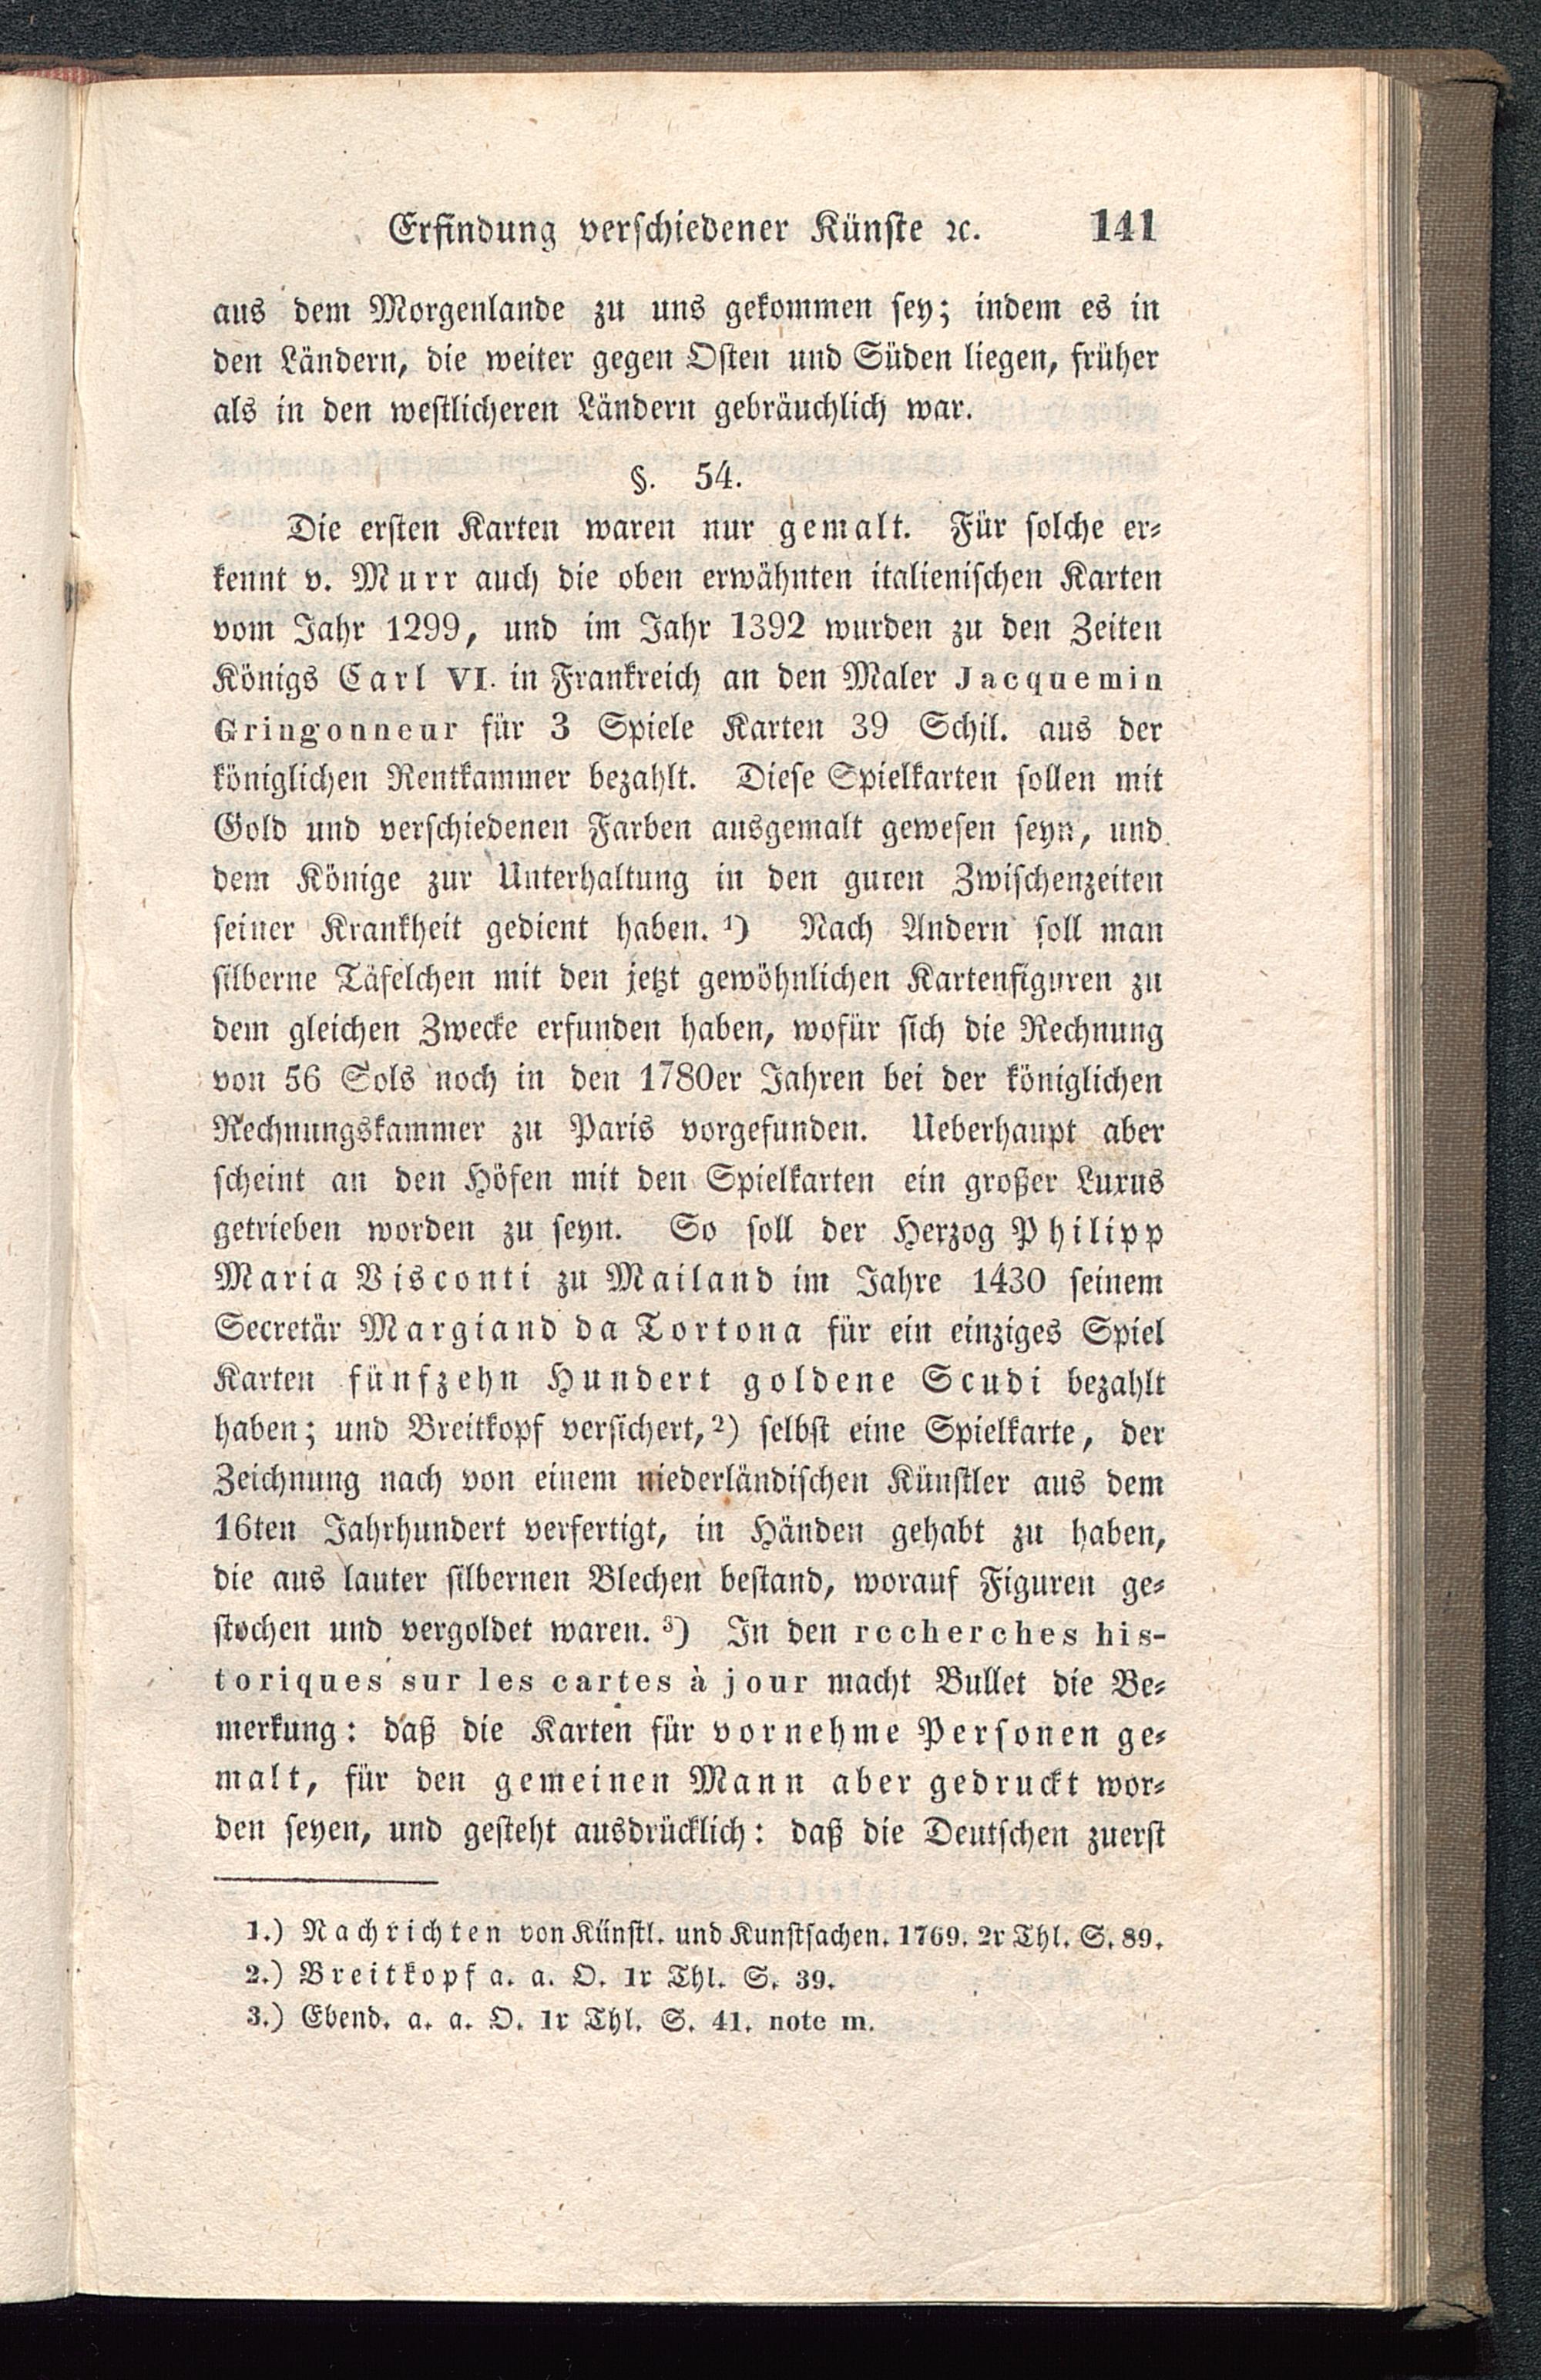 Erfindung verschiedener Künste ꝛc. 141
aus dem Morgenlande zu uns gekommen sey; indem es in
den Ländern, die weiter gegen Osten und Süden liegen, früher
als in den westlicheren Ländern gebräuchlich war.
§. 54.
Die ersten Karten waren nur gemalt. Für solche er-
kennt v. Murr auch die oben erwähnten italienischen Karten
vom Jahr 1299, und im Jahr 1392 wurden zu den Zeiten
Königs Carl VI. in Frankreich an den Maler Jacquemin
Gringonneur für 3 Spiele Karten 39 Schil. aus der
königlichen Rentkammer bezahlt. Diese Spielkarten sollen mit
Gold und verschiedenen Farben ausgemalt gewesen seyn, und
dem Könige zur Unterhaltung in den guten Zwischenzeiten
seiner Krankheit gedient haben. 1) Nach Andern soll man
silberne Täfelchen mit den jetzt gewöhnlichen Kartenfiguren zu
dem gleichen Zwecke erfunden haben, wofür sich die Rechnung
von 56 Sols noch in den 1780er Jahren bei der königlichen
Rechnungskammer zu Paris vorgefunden. Ueberhaupt aber
scheint an den Höfen mit den Spielkarten ein großer Luxus
getrieben worden zu seyn. So soll der Herzog Philipp
Maria Visconti zu Mailand im Jahre 1430 seinem
Secretär Margiand da Tortona für ein einziges Spiel
Karten fünfzehn Hundert goldene Scudi bezahlt
haben; und Breitkopf versichert, 2) selbst eine Spielkarte, der
Zeichnung nach von einem niederländischen Künstler aus dem
16ten Jahrhundert verfertigt, in Händen gehabt zu haben,
die aus lauter silbernen Blechen bestand, worauf Figuren ge-
stochen und vergoldet waren. 3) In den recherches his-
toriques sur les cartes à jour macht Bullet die Be-
merkung: daß die Karten für vornehme Personen ge-
malt, für den gemeinen Mann aber gedruckt wor-
den seyen, und gesteht ausdrücklich: daß die Deutschen zuerst
1.) Nachrichten von Künstl. und Kunstsachen. 1769. 2r Thl. S. 89.
2.) Breitkopf a. a. O. 1r Thl. S. 39.
3.) Ebend. a. a. O. 1r Thl. S. 41. note m.